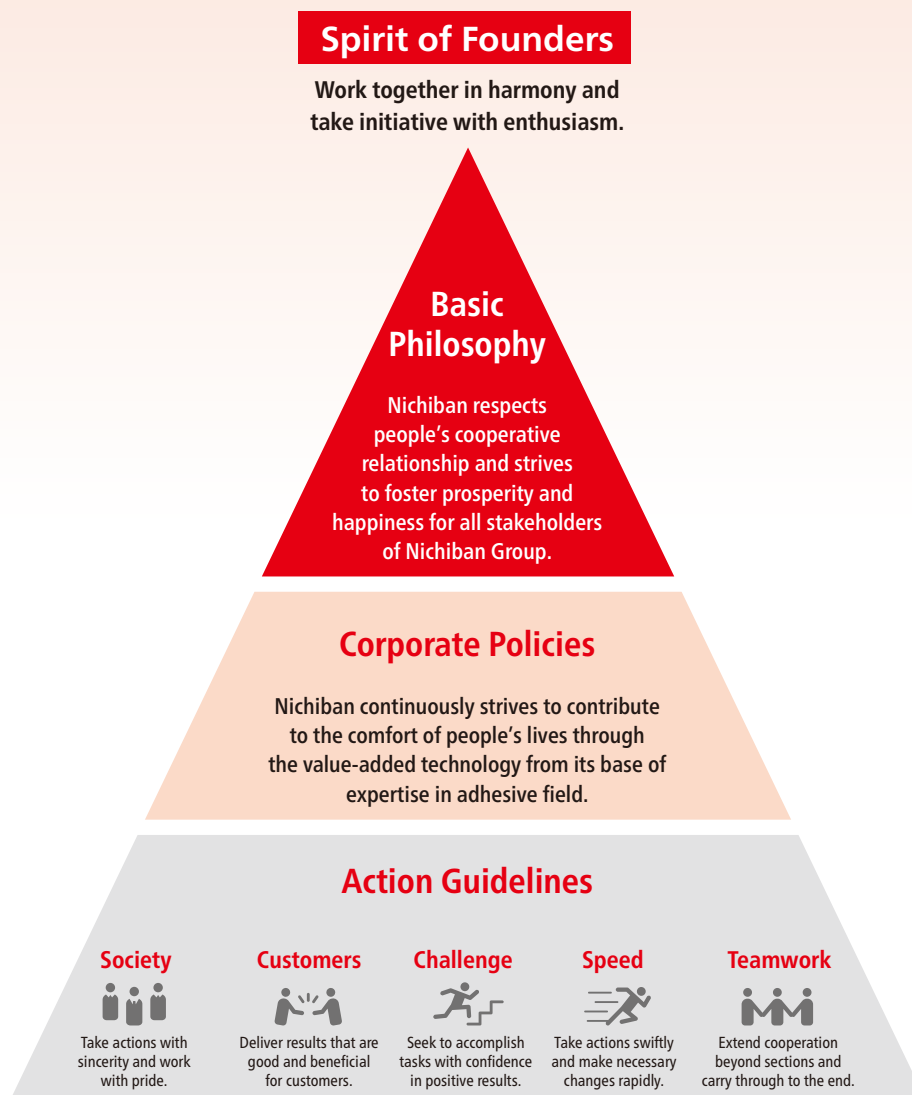 Spirit of Founders
Work together in harmony and
take initiative with enthusiasm.
Basic
Philosophy
Nichiban respects
people's cooperative
relationship and strives
to foster prosperity and
happiness for all stakeholders
of Nichiban Group.
Corporate Policies
Nichiban continuously strives to contribute
to the comfort of people's lives through
the value-added technology from its base of
expertise in adhesive field.
Action Guidelines
Society
Take actions with
sincerity and work
with pride.
Customers
Deliver results that are
good and beneficial
for customers.
Challenge
Seek to accomplish
tasks with confidence
in positive results.
Speed
Take actions swiftly
and make necessary
changes rapidly.
Teamwork
Extend cooperation
beyond sections and
carry through to the end.